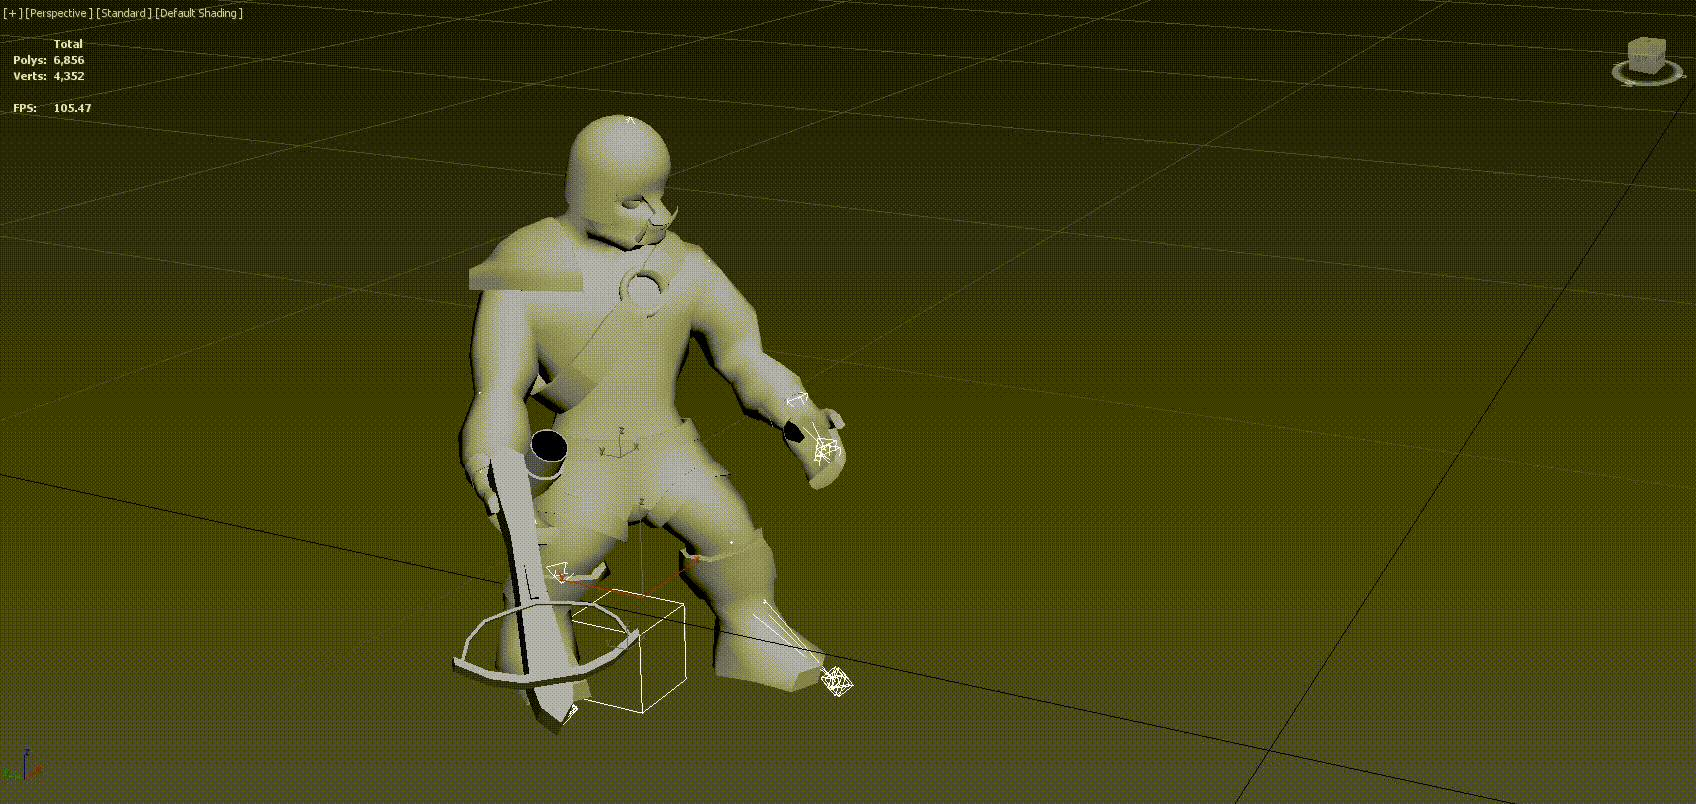 [+] [Perspective] [Standard] [Default Shading]
Total
Polys: 6,856
Verts: 4,352
FPS: 105.47
z
y x
z
z